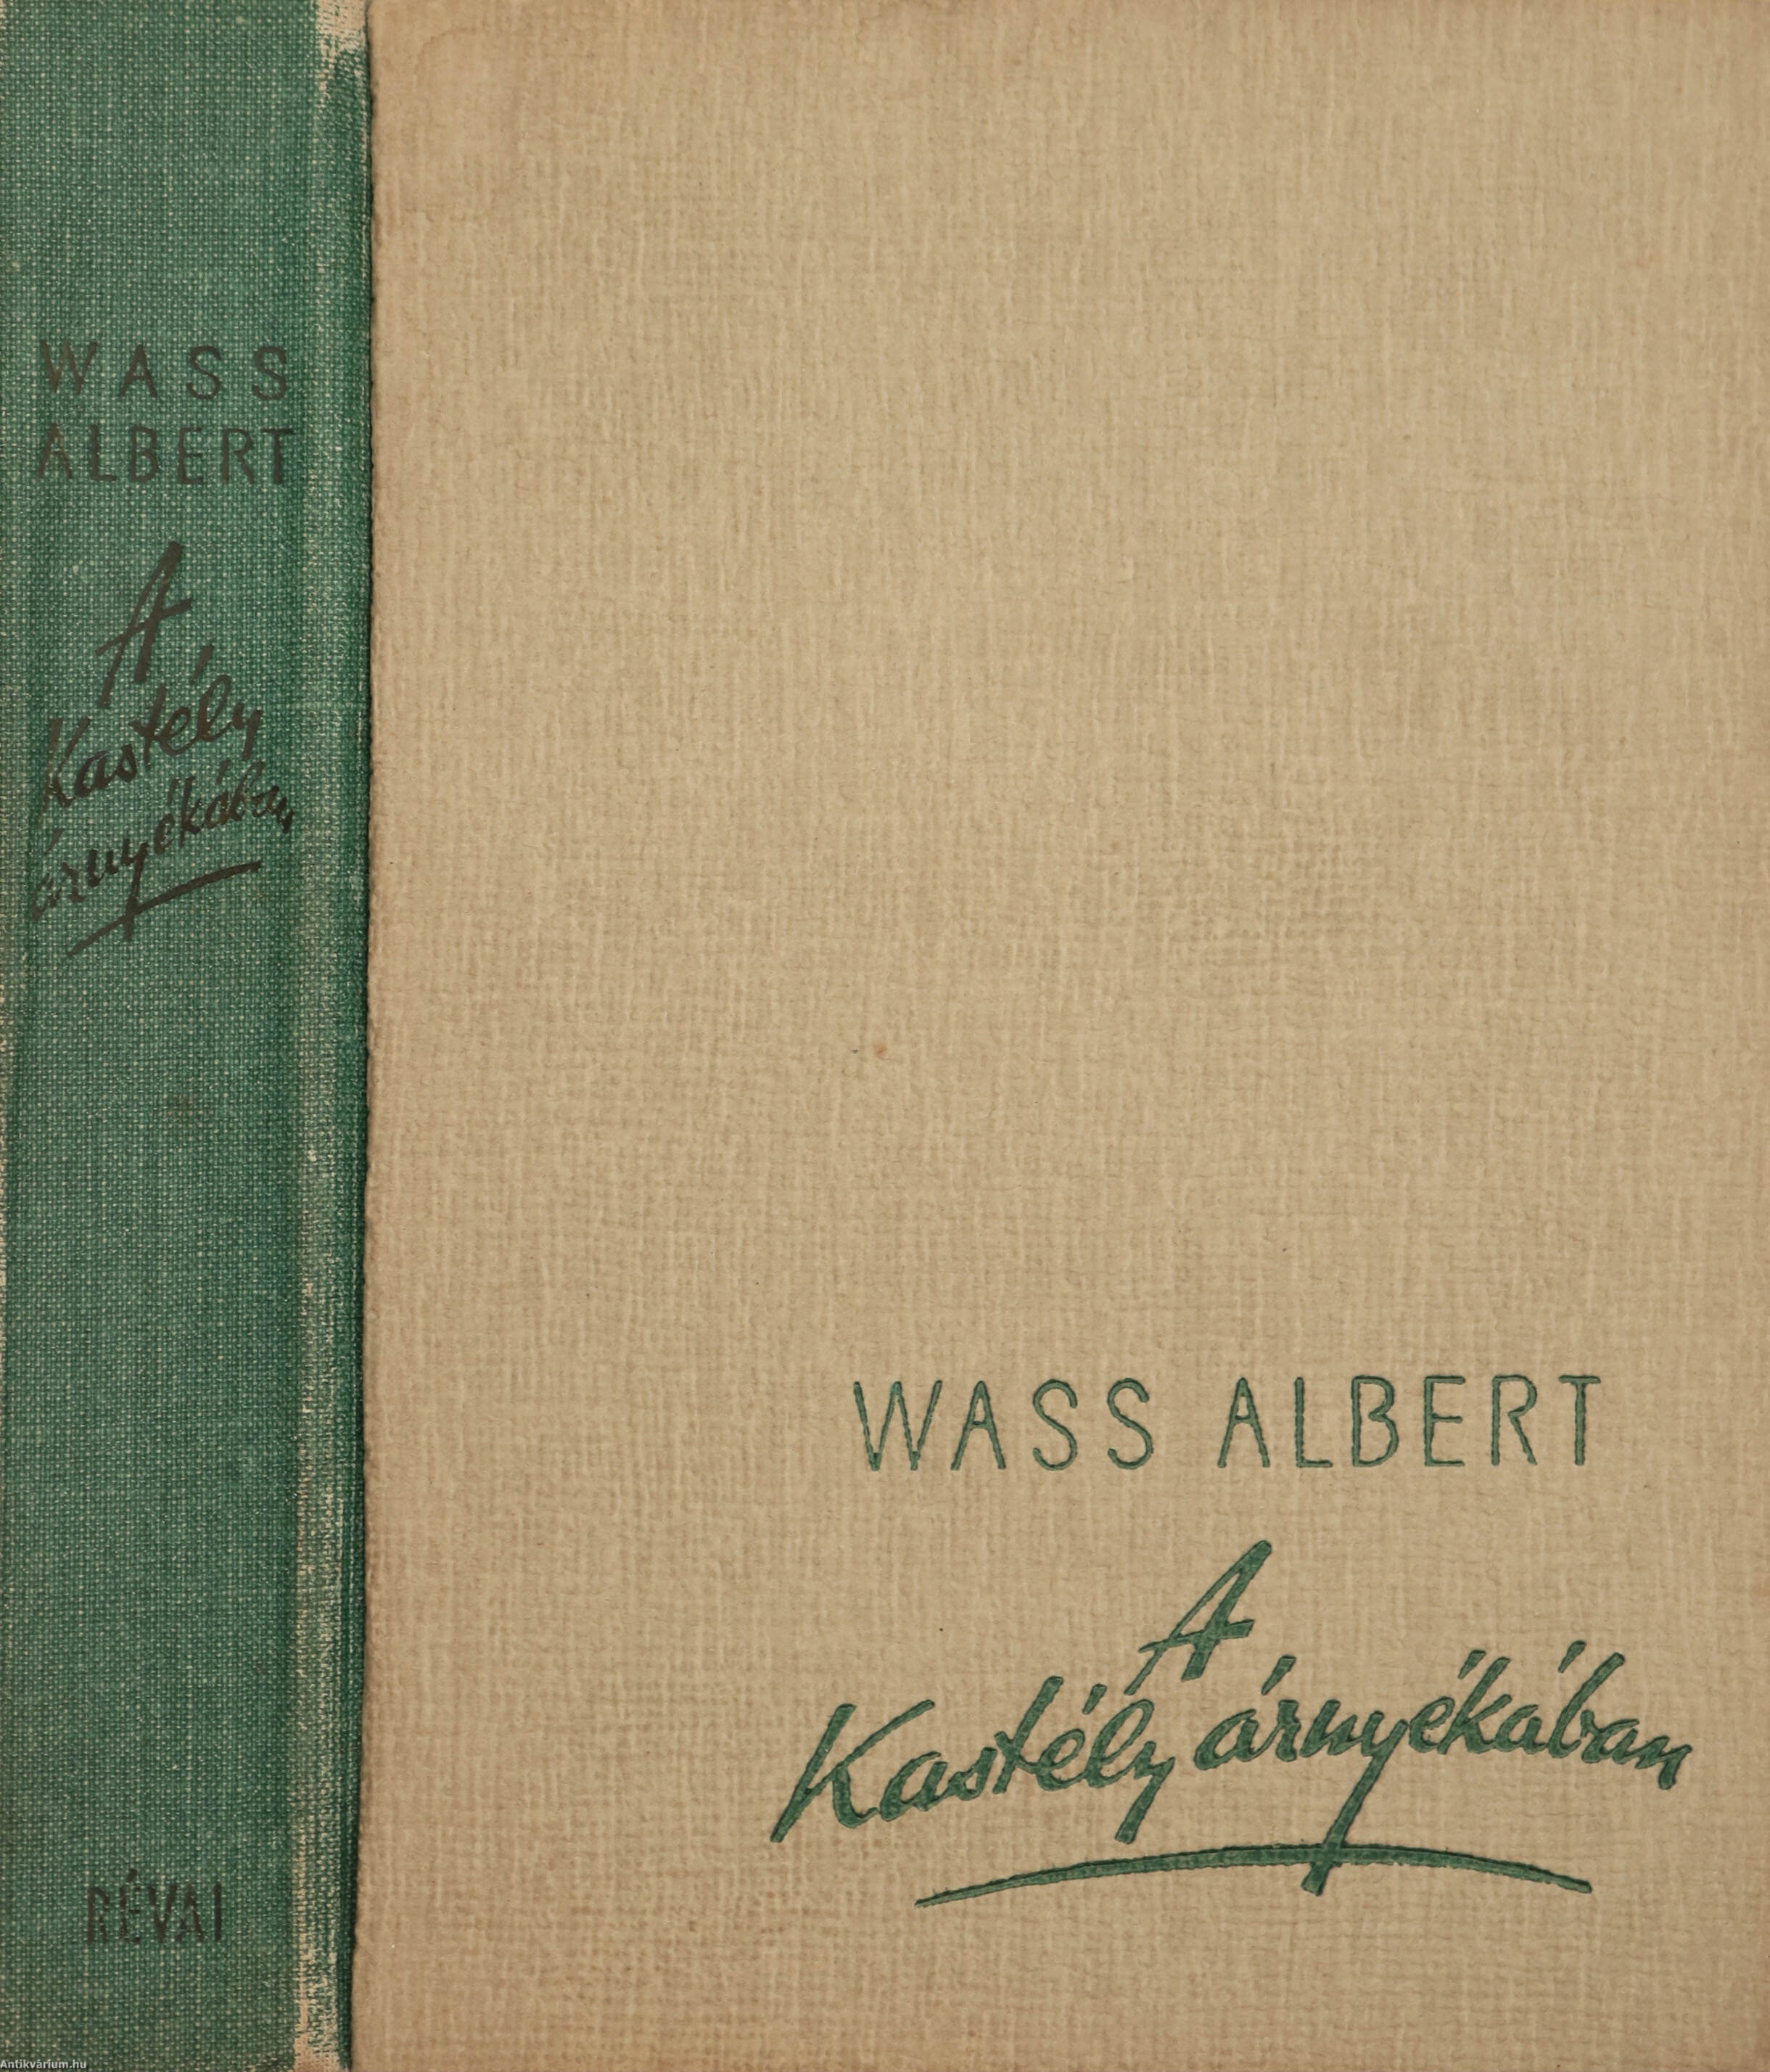 WASS
ALBERT
A
Kastély
árnyékában
RÉVAI
WASS ALBERT
A
Kastély árnyékában
Antikvárium.hu